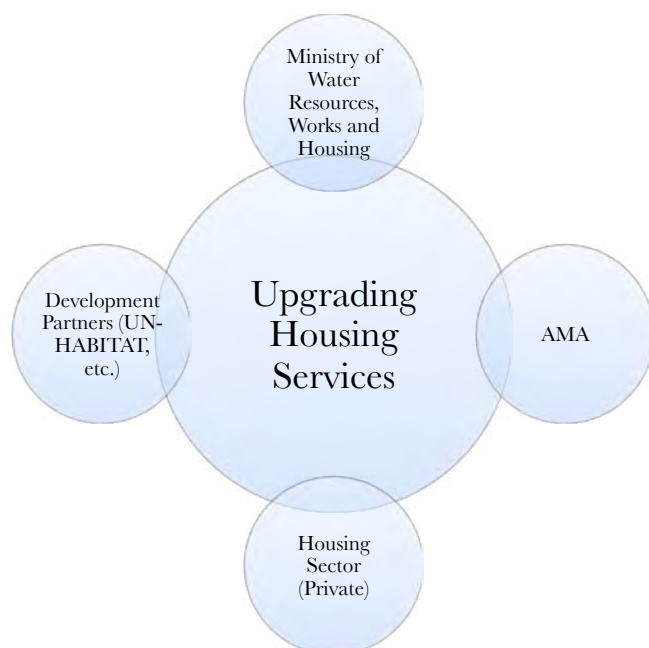 Ministry of
Water
Resources,
Works and
Housing
Upgrading
Housing
Services
Development
Partners (UN-
HABITAT,
etc.)
AMA
Housing
Sector
(Private)